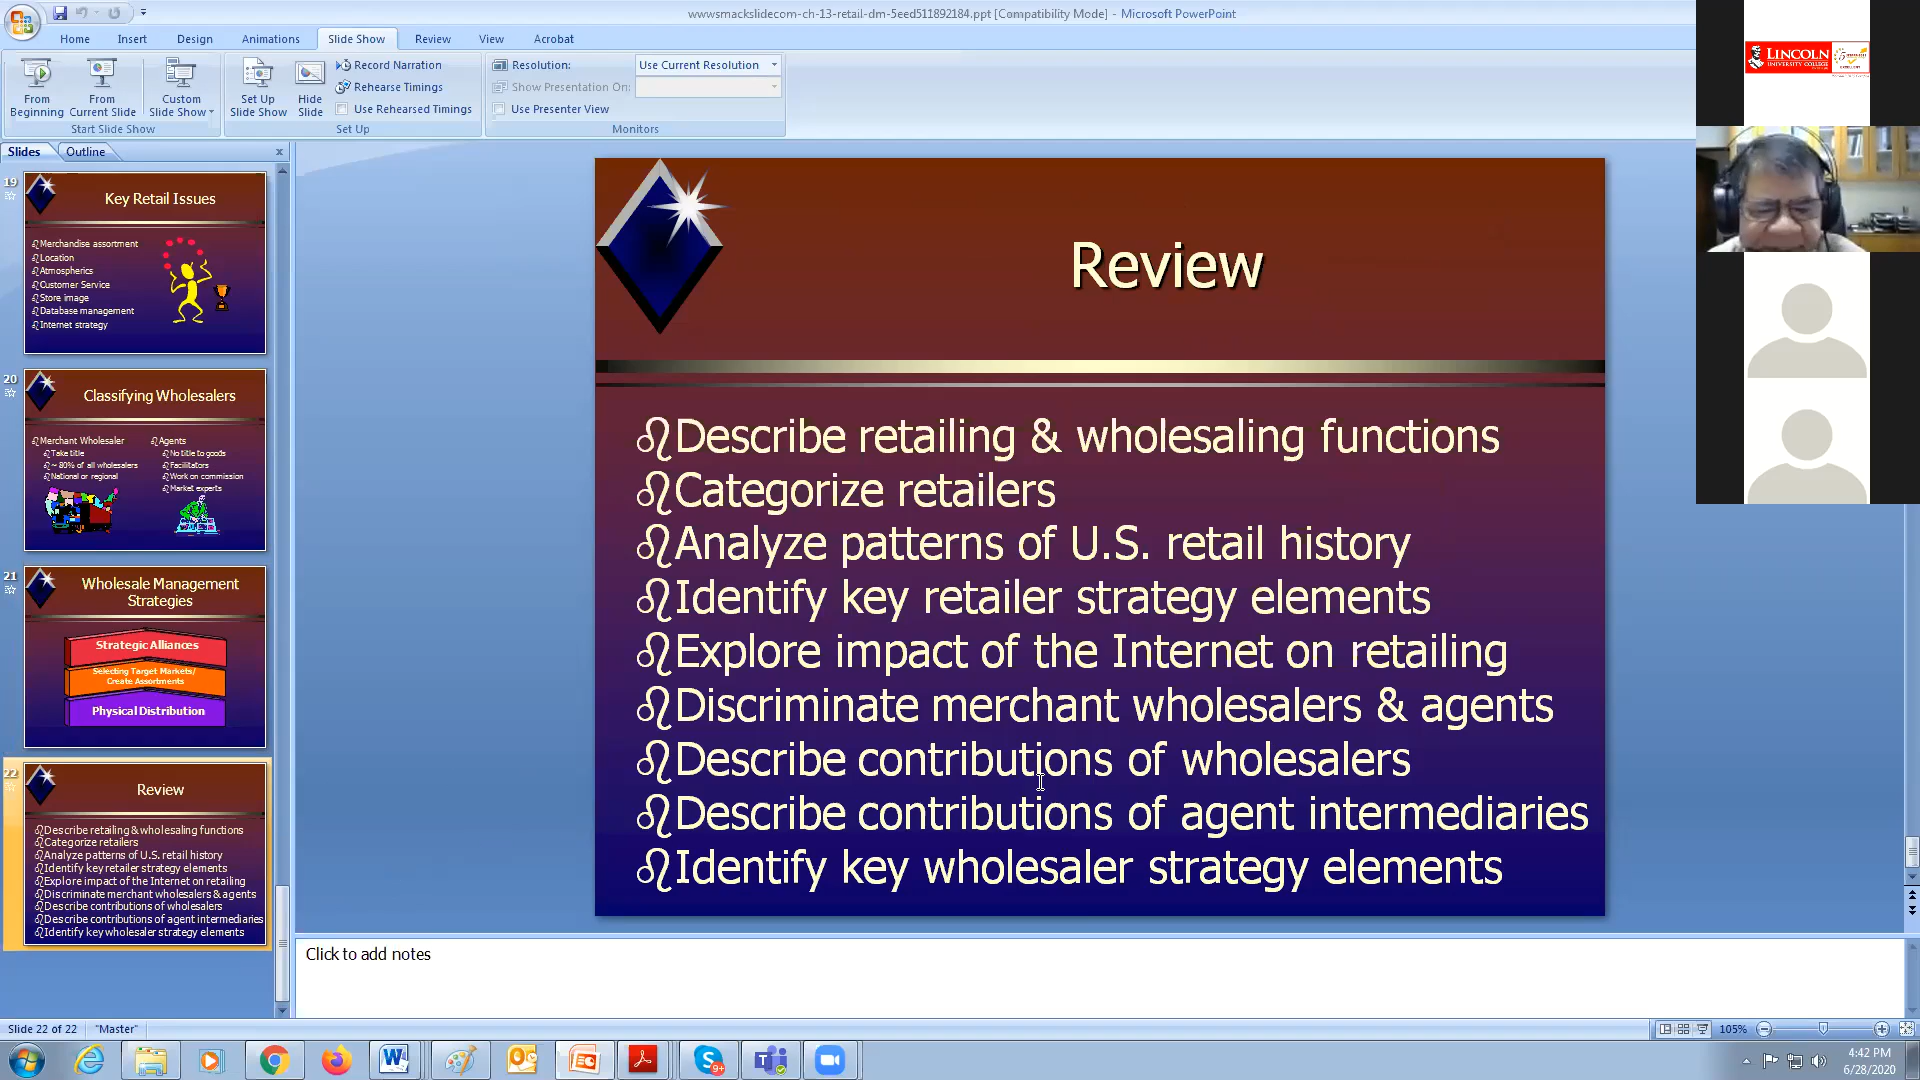 wwwsmackslidecom-ch-13-retail-dm-5eed511892184.ppt [Compatibility Mode] - Microsoft PowerPoint
Home Insert Design Animations Slide Show Review View Acrobat
From Beginning
From Current Slide
Custom Slide Show
Start Slide Show
Set Up Slide Show
Hide Slide
Record Narration
Rehearse Timings
Use Rehearsed Timings
Set Up
Resolution: Use Current Resolution
Show Presentation On:
Use Presenter View
Monitors
Slides Outline x
19
Key Retail Issues
Merchandise assortment
Location
Atmospherics
Customer Service
Store image
Database management
Internet strategy
20
Classifying Wholesalers
Merchant Wholesaler
Take title
~ 80% of all wholesalers
National or regional
Agents
No title to goods
Facilitators
Work on commission
Market experts
21
Wholesale Management
Strategies
Strategic Alliances
Selecting Target Markets/
Create Assortments
Physical Distribution
22
Review
Describe retailing & wholesaling functions
Categorize retailers
Analyze patterns of U.S. retail history
Identify key retailer strategy elements
Explore impact of the Internet on retailing
Discriminate merchant wholesalers & agents
Describe contributions of wholesalers
Describe contributions of agent intermediaries
Identify key wholesaler strategy elements
Review
Describe retailing & wholesaling functions
Categorize retailers
Analyze patterns of U.S. retail history
Identify key retailer strategy elements
Explore impact of the Internet on retailing
Discriminate merchant wholesalers & agents
Describe contributions of wholesalers
Describe contributions of agent intermediaries
Identify key wholesaler strategy elements
LINCOLN
UNIVERSITY COLLEGE
Click to add notes
Slide 22 of 22 "Master"
105%
9+
4:42 PM
6/28/2020